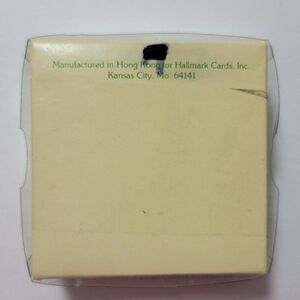 Manufactured in Hong Kong for Hallmark Cards, Inc.
Kansas City, Mo. 64141